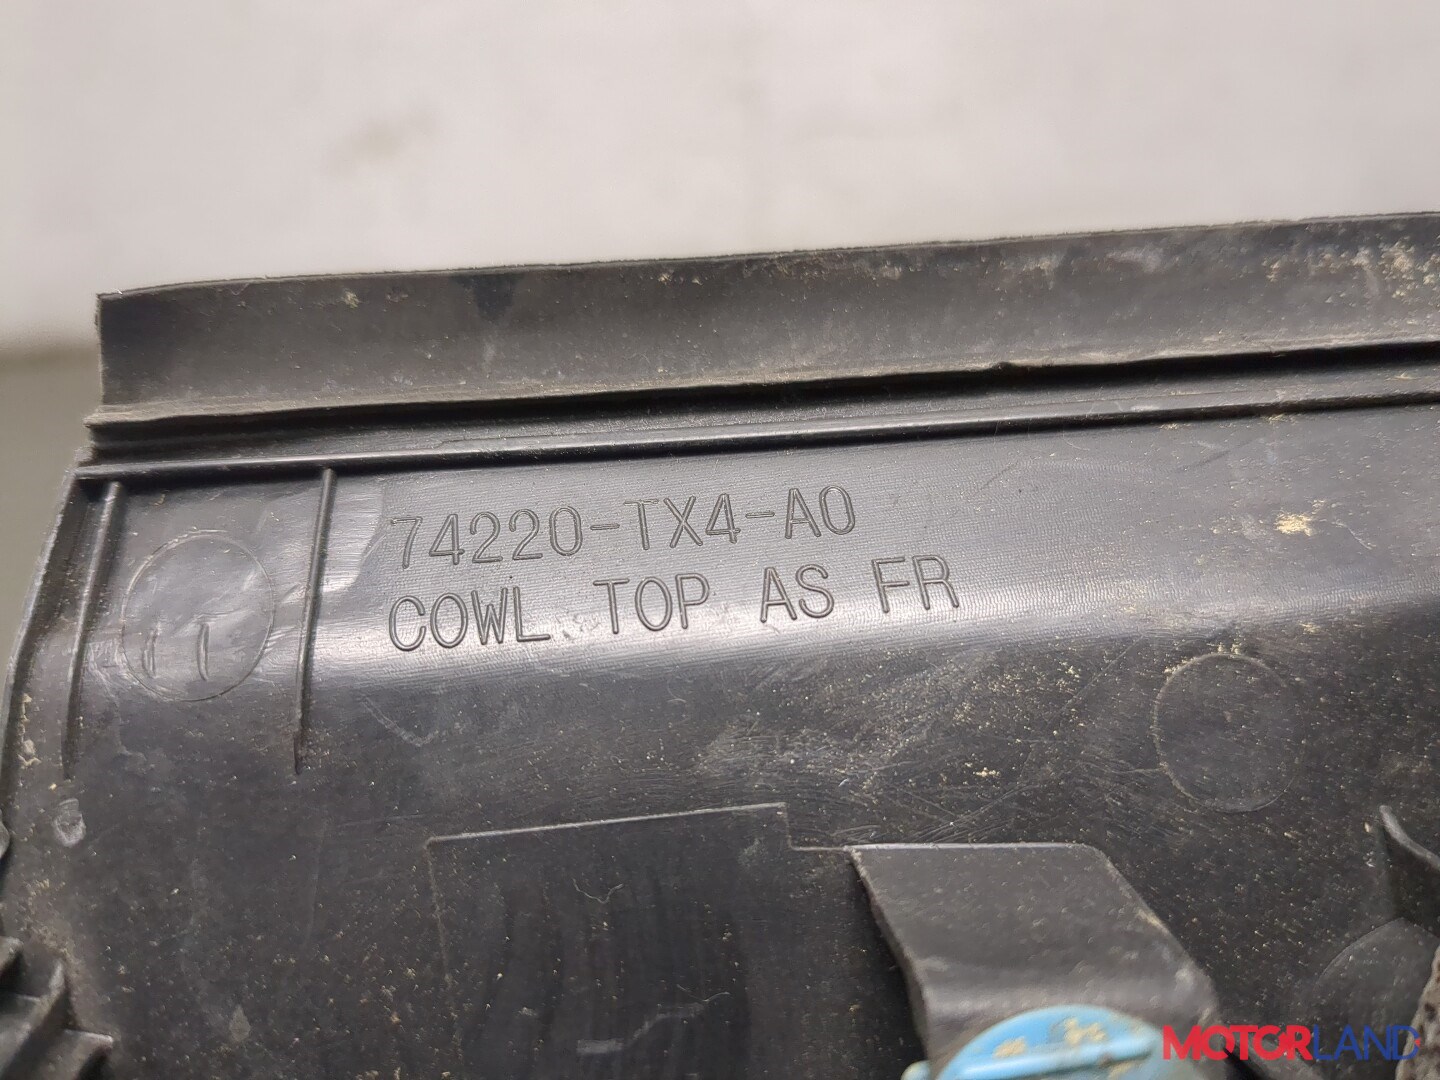 74220-TX4-A0
COWL TOP AS FR
MOTORLAND